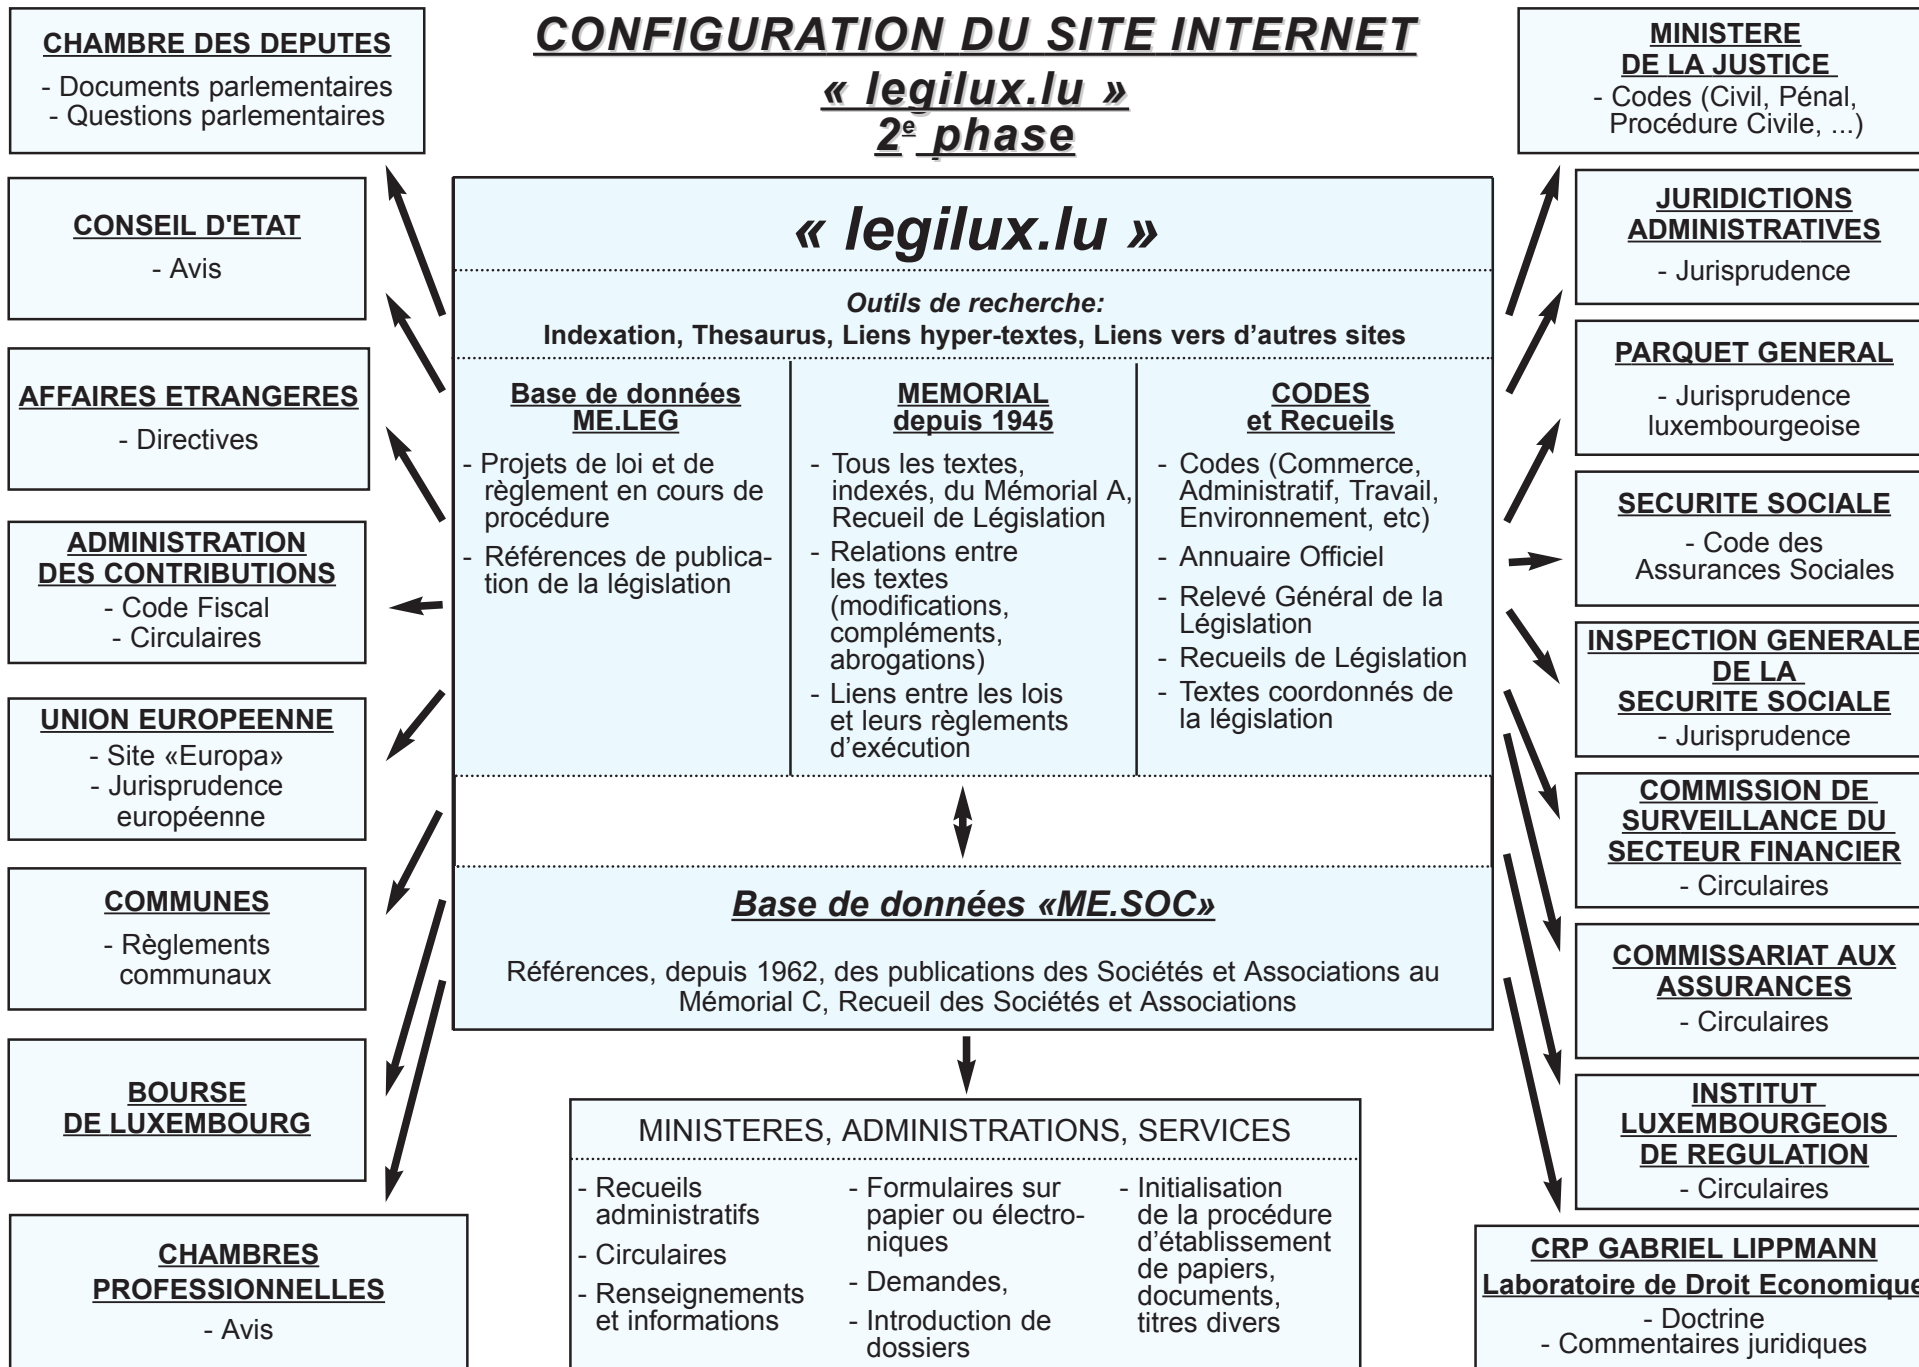 CONFIGURATION DU SITE INTERNET
« legilux.lu »
2e phase
CHAMBRE DES DEPUTES
- Documents parlementaires
- Questions parlementaires
CONSEIL D'ETAT
- Avis
AFFAIRES ETRANGERES
- Directives
ADMINISTRATION
DES CONTRIBUTIONS
- Code Fiscal
- Circulaires
UNION EUROPEENNE
- Site «Europa»
- Jurisprudence
européenne
COMMUNES
- Règlements
communaux
BOURSE
DE LUXEMBOURG
CHAMBRES
PROFESSIONNELLES
- Avis
« legilux.lu »
Outils de recherche:
Indexation, Thesaurus, Liens hyper-textes, Liens vers d’autres sites
Base de données
ME.LEG
- Projets de loi et de
règlement en cours de
procédure
- Références de publica-
tion de la législation
MEMORIAL
depuis 1945
- Tous les textes,
indexés, du Mémorial A,
Recueil de Législation
- Relations entre
les textes
(modifications,
compléments,
abrogations)
- Liens entre les lois
et leurs règlements
d’exécution
CODES
et Recueils
- Codes (Commerce,
Administratif, Travail,
Environnement, etc)
- Annuaire Officiel
- Relevé Général de la
Législation
- Recueils de Législation
- Textes coordonnés de
la législation
Base de données «ME.SOC»
Références, depuis 1962, des publications des Sociétés et Associations au
Mémorial C, Recueil des Sociétés et Associations
MINISTERES, ADMINISTRATIONS, SERVICES
- Recueils
administratifs
- Circulaires
- Renseignements
et informations
- Formulaires sur
papier ou électro-
niques
- Demandes,
- Introduction de
dossiers
- Initialisation
de la procédure
d’établissement
de papiers,
documents,
titres divers
MINISTERE
DE LA JUSTICE
- Codes (Civil, Pénal,
Procédure Civile, ...)
JURIDICTIONS
ADMINISTRATIVES
- Jurisprudence
PARQUET GENERAL
- Jurisprudence
luxembourgeoise
SECURITE SOCIALE
- Code des
Assurances Sociales
INSPECTION GENERALE
DE LA
SECURITE SOCIALE
- Jurisprudence
COMMISSION DE
SURVEILLANCE DU
SECTEUR FINANCIER
- Circulaires
COMMISSARIAT AUX
ASSURANCES
- Circulaires
INSTITUT
LUXEMBOURGEOIS
DE REGULATION
- Circulaires
CRP GABRIEL LIPPMANN
Laboratoire de Droit Economique
- Doctrine
- Commentaires juridiques